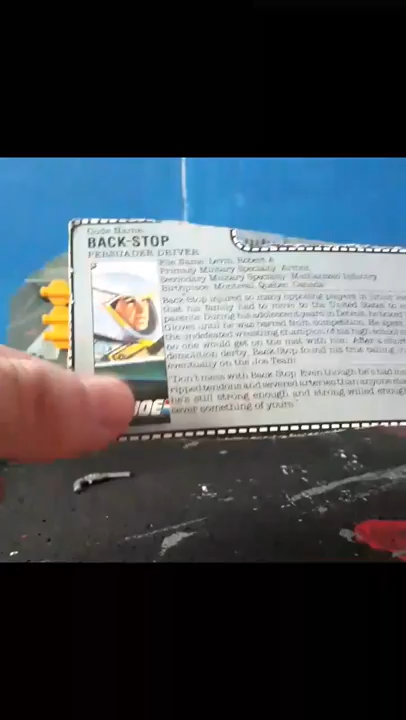 Code Name:
BACK-STOP
PERSUADER DRIVER
File Name: Levin, Robert A.
Primary Military Specialty: Armor
Secondary Military Specialty: Mechanized Infantry
Birthplace: Montreal, Quebec, Canada
Back-Stop injured so many opposing players in
that his family had to move to the United States to
parents. During his adolescent years in Detroit, he boxed
Gloves until he was barred from competition. He spent
the undefeated wrestling champion of his high-school
no one would get on the mat with him. After a short
demolition derby, Back-Stop found his true calling in
eventually on the Joe Team.
"Don't mess with Back-Stop. Even though he's had
ripped tendons and severed arteries than anyone
he's still strong enough and strong willed enough
sever something of yours."
JOE